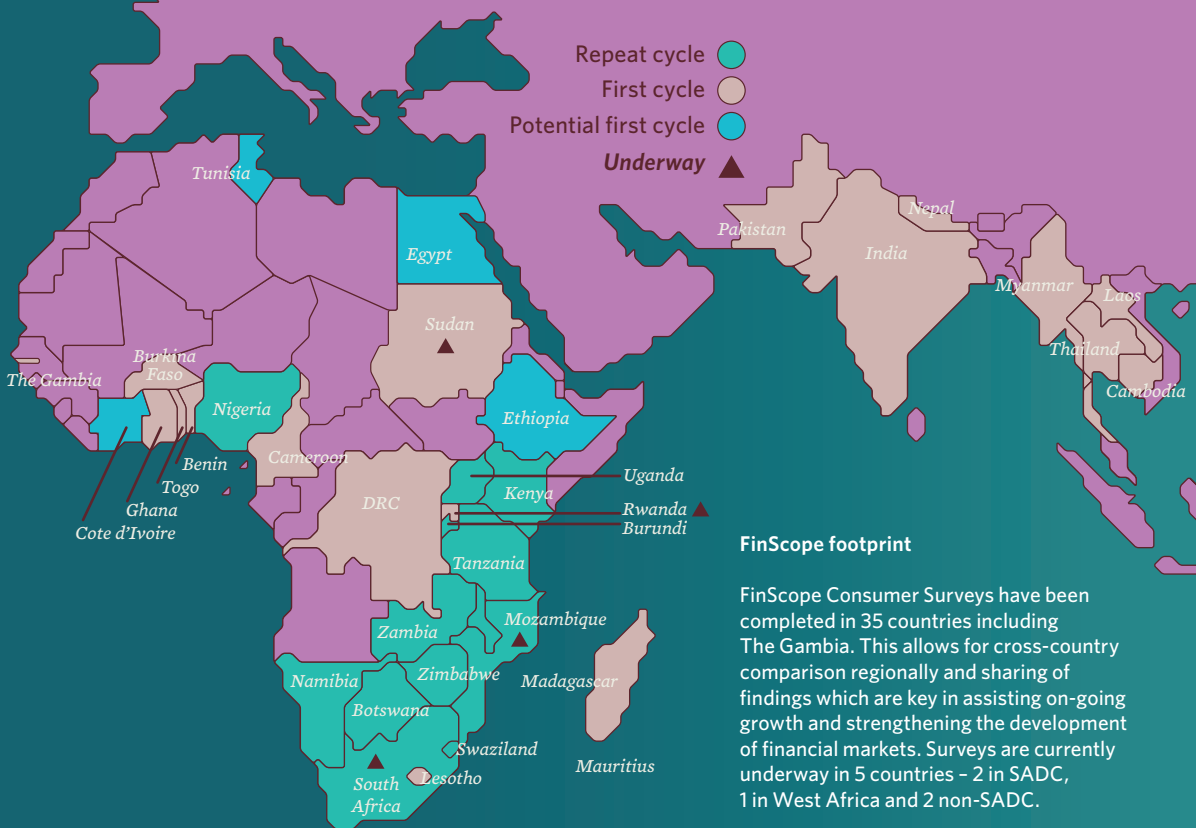 Repeat cycle
First cycle
Potential first cycle
Underway
Tunisia
Egypt
Pakistan
Nepal
India
Myanmar
Laos
Thailand
Cambodia
Sudan
Burkina
Faso
The Gambia
Nigeria
Ethiopia
Cameroon
Benin
Togo
Ghana
Cote d'Ivoire
DRC
Uganda
Kenya
Rwanda
Burundi
Tanzania
Mozambique
Zambia
Zimbabwe
Namibia
Botswana
Madagascar
Mauritius
Swaziland
Lesotho
South
Africa
FinScope footprint
FinScope Consumer Surveys have been
completed in 35 countries including
The Gambia. This allows for cross-country
comparison regionally and sharing of
findings which are key in assisting on-going
growth and strengthening the development
of financial markets. Surveys are currently
underway in 5 countries – 2 in SADC,
1 in West Africa and 2 non-SADC.